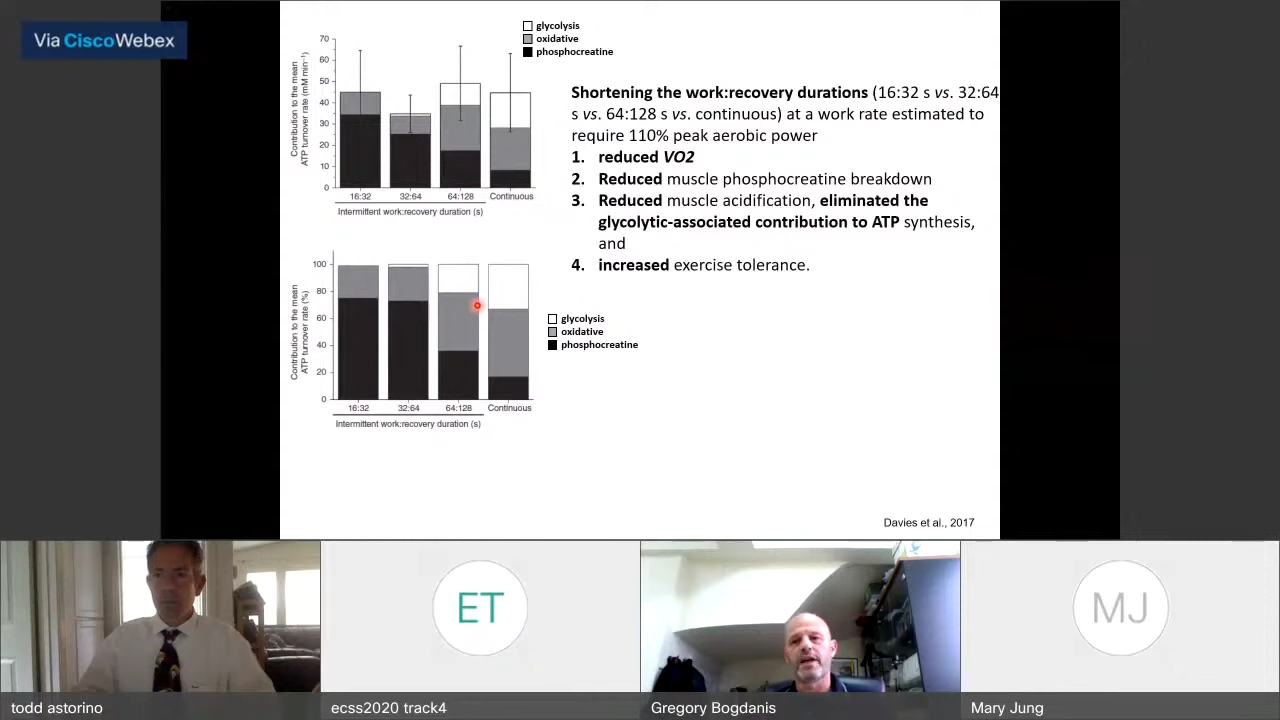 Via CiscoWebex
glycolysis
oxidative
phosphocreatine
Contribution to the mean
ATP turnover rate (mM min⁻¹)
70
60
50
40
30
20
10
0
16:32
32:64
64:128
Continuous
Intermittent work:recovery duration (s)
Shortening the work:recovery durations (16:32 s vs. 32:64
s vs. 64:128 s vs. continuous) at a work rate estimated to
require 110% peak aerobic power
1. reduced VO2
2. Reduced muscle phosphocreatine breakdown
3. Reduced muscle acidification, eliminated the
glycolytic-associated contribution to ATP synthesis,
and
4. increased exercise tolerance.
Contribution to the mean
ATP turnover rate (%)
100
80
60
40
20
0
16:32
32:64
64:128
Continuous
Intermittent work:recovery duration (s)
glycolysis
oxidative
phosphocreatine
Davies et al., 2017
ET
MJ
todd astorino
ecss2020 track4
Gregory Bogdanis
Mary Jung